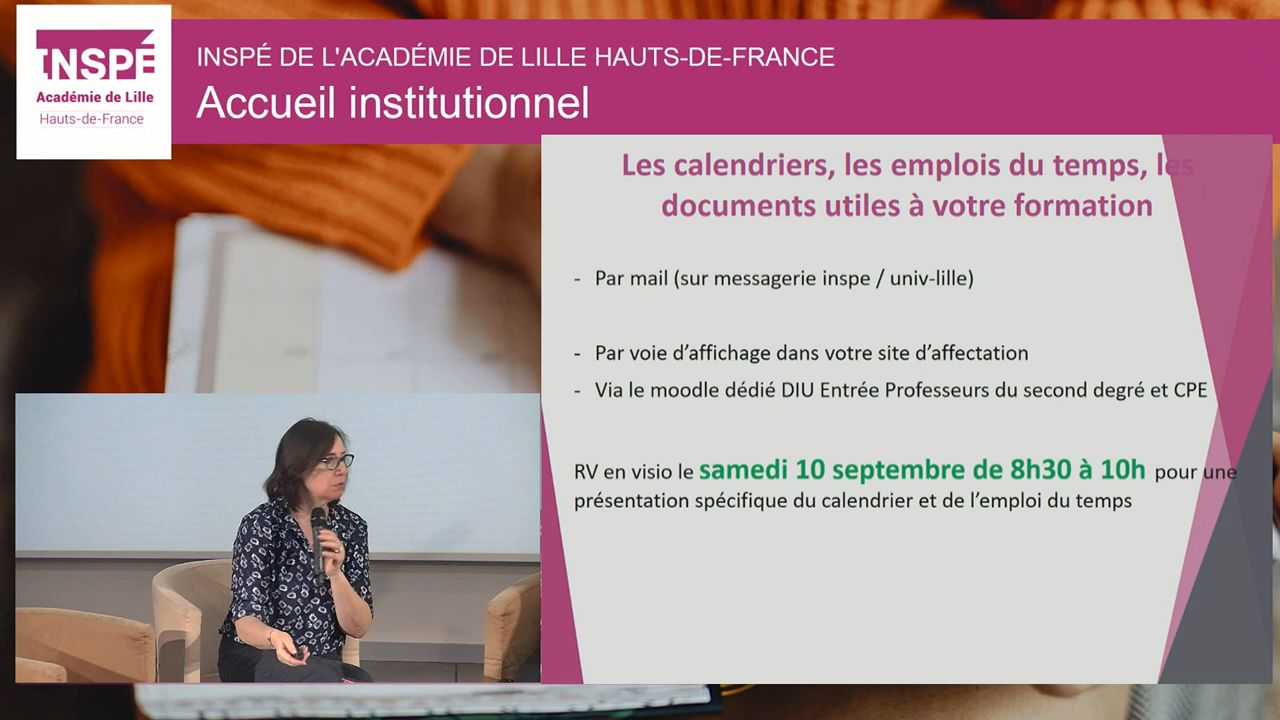 INSPÉ
Académie de Lille
Hauts-de-France
INSPÉ DE L'ACADÉMIE DE LILLE HAUTS-DE-FRANCE
Accueil institutionnel
Les calendriers, les emplois du temps, les
documents utiles à votre formation
- Par mail (sur messagerie inspe / univ-lille)
- Par voie d’affichage dans votre site d’affectation
- Via le moodle dédié DIU Entrée Professeurs du second degré et CPE
RV en visio le samedi 10 septembre de 8h30 à 10h pour une
présentation spécifique du calendrier et de l’emploi du temps